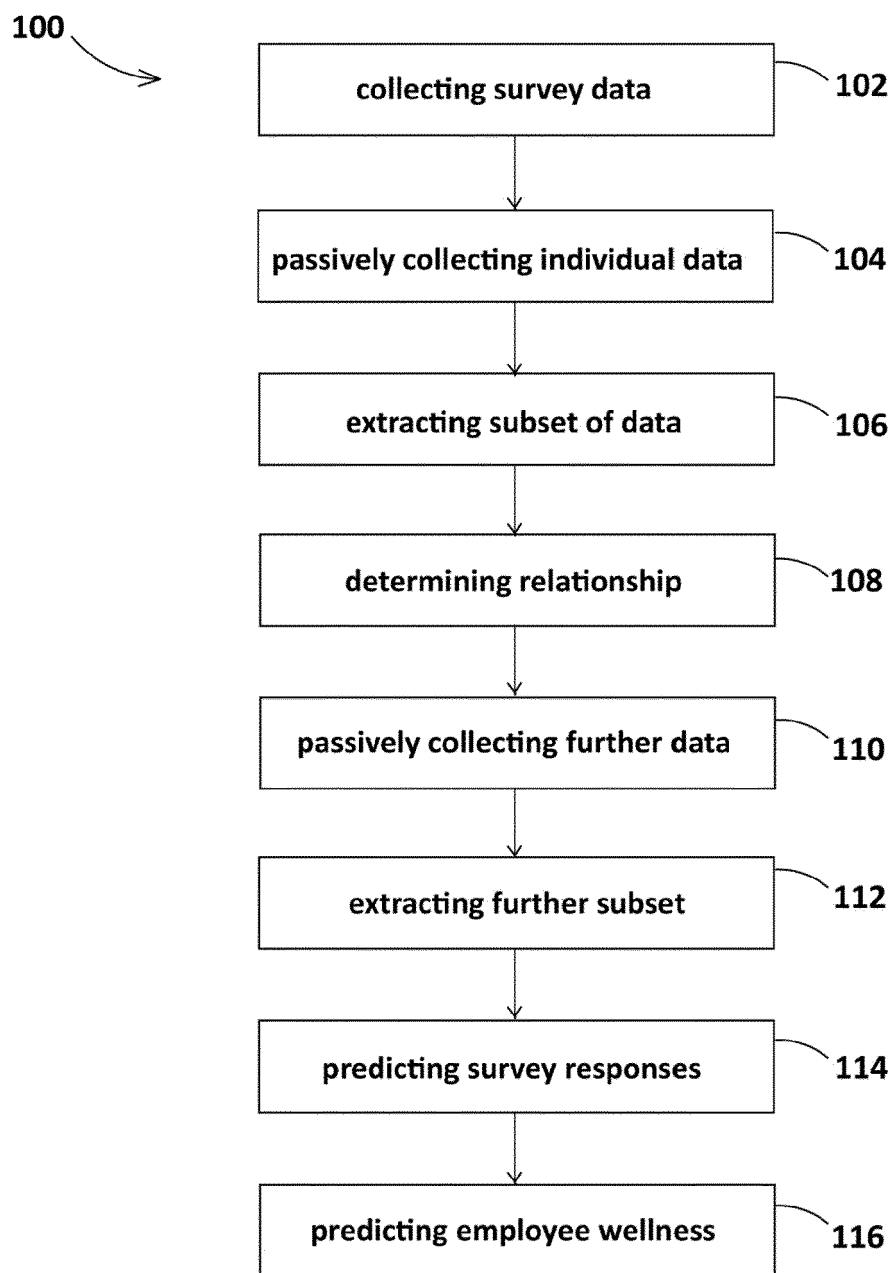 100
collecting survey data 102
passively collecting individual data 104
extracting subset of data 106
determining relationship 108
passively collecting further data 110
extracting further subset 112
predicting survey responses 114
predicting employee wellness 116